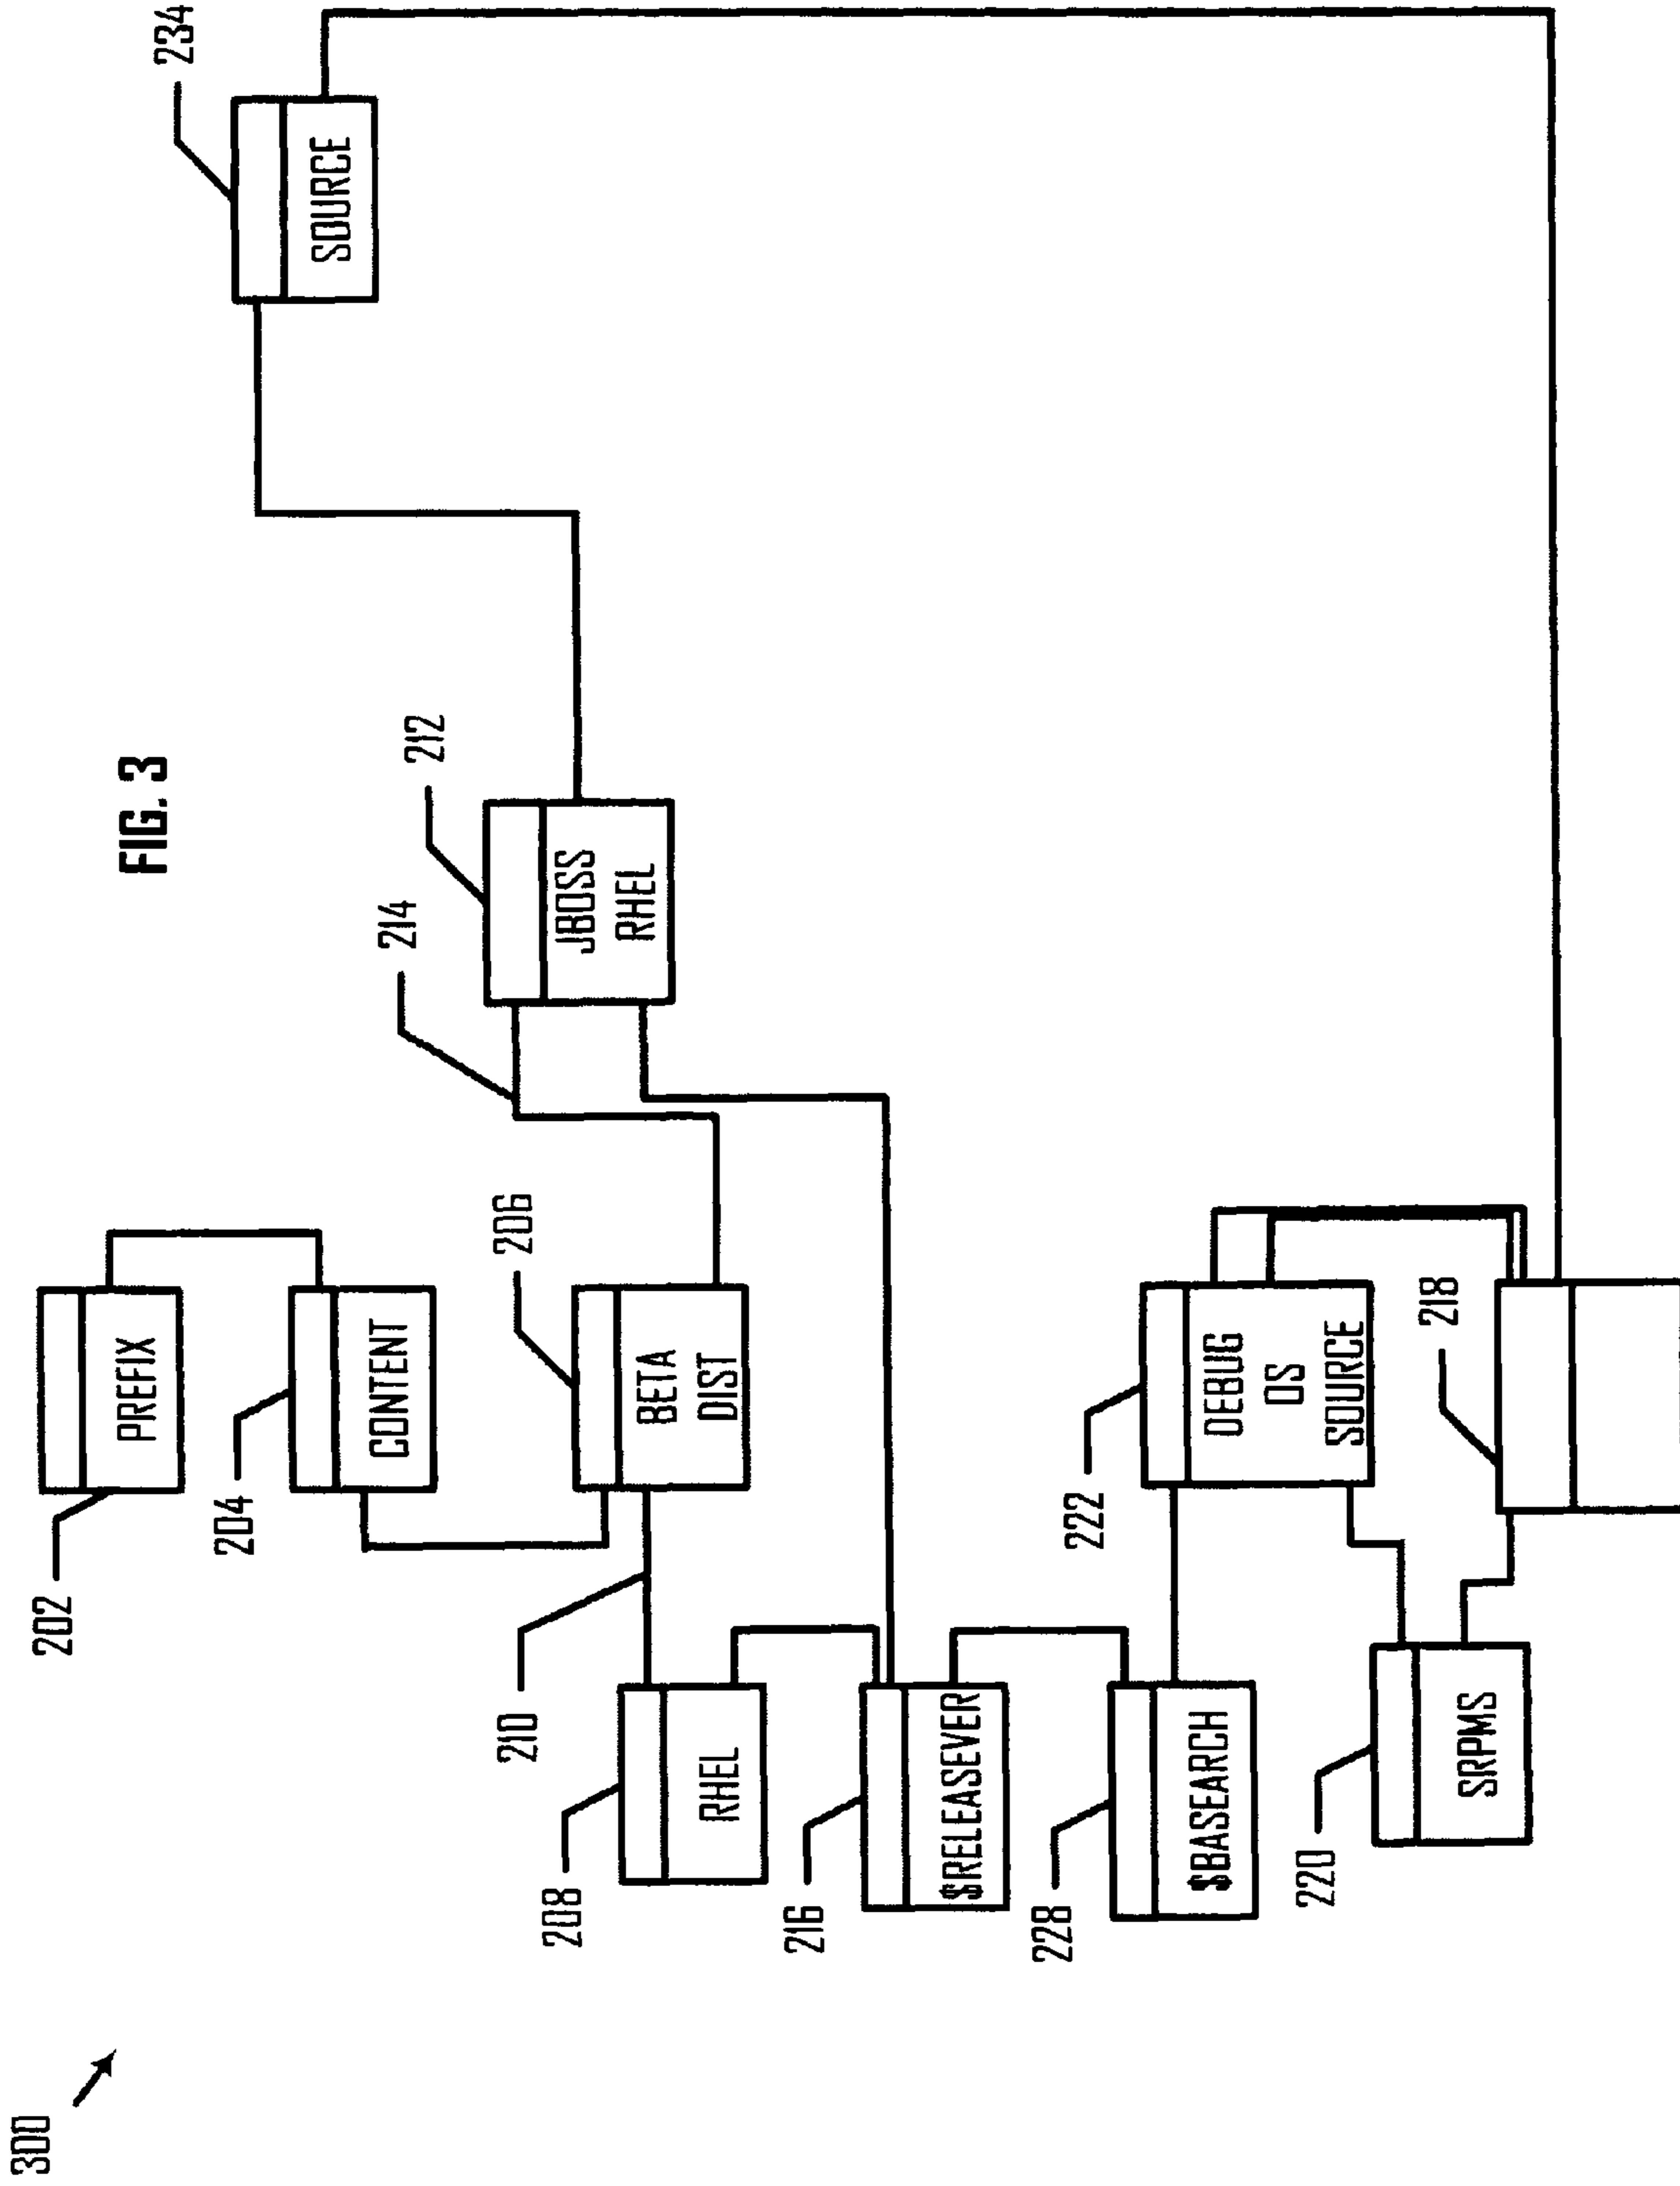 300
FIG. 3
202
PREFIX
204
CONTENT
206
BETA
DIST
210
208
RHEL
214
212
JBOSS
RHEL
234
SOURCE
216
$RELEASEVER
228
$BASEARCH
222
DEBUG
OS
SOURCE
220
SRPMS
218